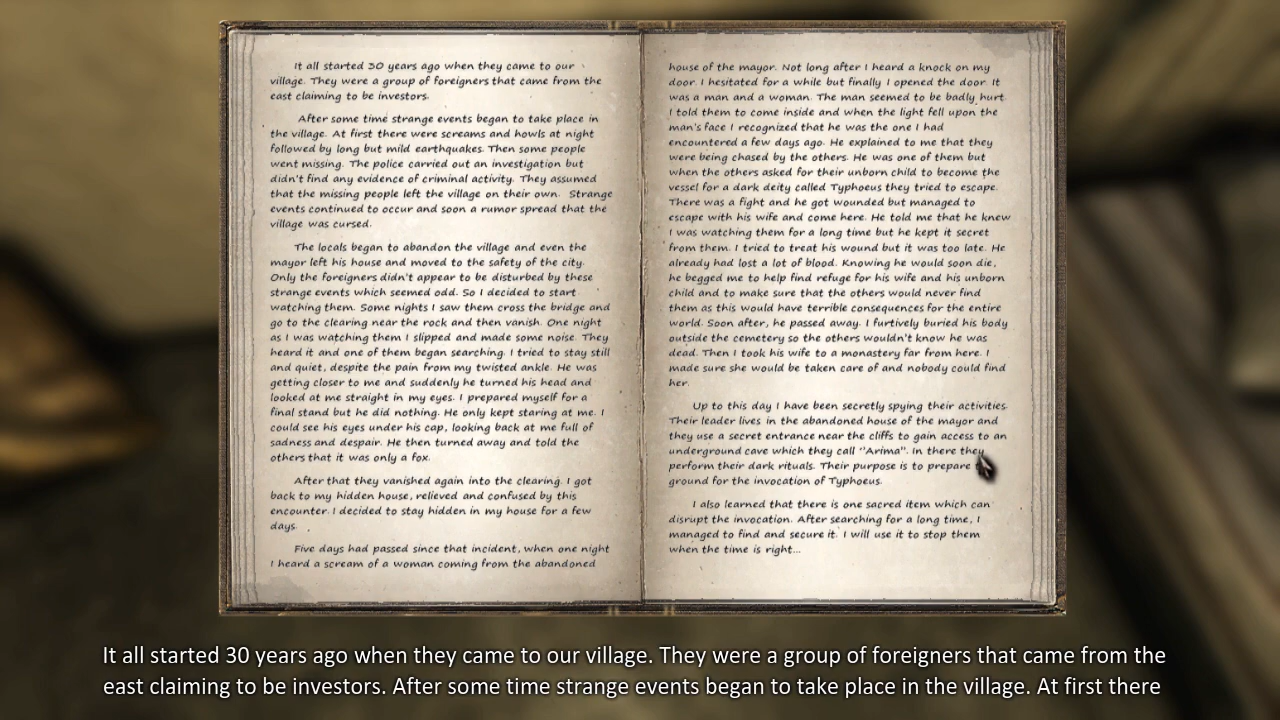 It all started 30 years ago when they came to our
village. They were a group of foreigners that came from the
east claiming to be investors.
After some time strange events began to take place in
the village. At first there were screams and howls at night
followed by long but mild earthquakes. Then some people
went missing. The police carried out an investigation but
didn't find any evidence of criminal activity. They assumed
that the missing people left the village on their own. Strange
events continued to occur and soon a rumor spread that the
village was cursed.
The locals began to abandon the village and even the
mayor left his house and moved to the safety of the city.
Only the foreigners didn't appear to be disturbed by these
strange events which seemed odd. So I decided to start
watching them. Some nights I saw them cross the bridge and
go to the clearing near the rock and then vanish. One night
as I was watching them I slipped and made some noise. They
heard it and one of them began searching. I tried to stay still
and quiet, despite the pain from my twisted ankle. He was
getting closer to me and suddenly he turned his head and
looked at me straight in my eyes. I prepared myself for a
final stand but he did nothing. He only kept staring at me. I
could see his eyes under his cap, looking back at me full of
sadness and despair. He then turned away and told the
others that it was only a fox.
After that they vanished again into the clearing. I got
back to my hidden house, relieved and confused by this
encounter. I decided to stay hidden in my house for a few
days.
Five days had passed since that incident, when one night
I heard a scream of a woman coming from the abandoned
house of the mayor. Not long after I heard a knock on my
door. I hesitated for a while but finally I opened the door. It
was a man and a woman. The man seemed to be badly hurt.
I told them to come inside and when the light fell upon the
man's face I recognized that he was the one I had
encountered a few days ago. He explained to me that they
were being chased by the others. He was one of them but
when the others asked for their unborn child to become the
vessel for a dark deity called Typhoeus they tried to escape.
There was a fight and he got wounded but managed to
escape with his wife and come here. He told me that he knew
I was watching them for a long time but he kept it secret
from them. I tried to treat his wound but it was too late. He
already had lost a lot of blood. Knowing he would soon die,
he begged me to help find refuge for his wife and his unborn
child and to make sure that the others would never find
them as this would have terrible consequences for the entire
world. Soon after, he passed away. I furtively buried his body
outside the cemetery so the others wouldn't know he was
dead. Then I took his wife to a monastery far from here. I
made sure she would be taken care of and nobody could find
her.
Up to this day I have been secretly spying their activities.
Their leader lives in the abandoned house of the mayor and
they use a secret entrance near the cliffs to gain access to an
underground cave which they call "Arima". In there they
perform their dark rituals. Their purpose is to prepare
ground for the invocation of Typhoeus.
I also learned that there is one sacred item which can
disrupt the invocation. After searching for a long time, I
managed to find and secure it. I will use it to stop them
when the time is right...
It all started 30 years ago when they came to our village. They were a group of foreigners that came from the
east claiming to be investors. After some time strange events began to take place in the village. At first there